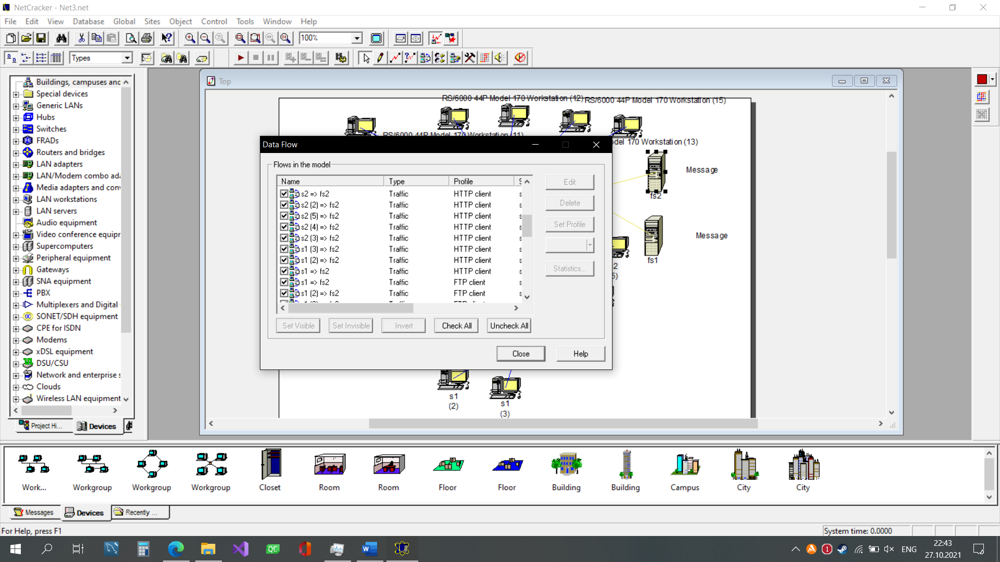 NetCracker - Net3.net
File Edit View Database Global Sites Object Control Tools Window Help
100%
Types
Top
Buildings, campuses and
Special devices
Generic LANs
Hubs
Switches
FRADs
Routers and bridges
LAN adapters
LAN/Modem combo ada
Media adapters and con
LAN workstations
LAN servers
Audio equipment
Video conference equipr
Supercomputers
Peripheral equipment
Gateways
SNA equipment
PBX
Multiplexers and Digital
SONET/SDH equipment
CPE for ISDN
Modems
xDSL equipment
DSU/CSU
Network and enterprise s
Clouds
Wireless LAN equipment
Project Hi... Devices
RS/6000 44P Model 170 Workstation (12) RS/6000 44P Model 170 Workstation (15)
RS/6000 44P Model 170 Workstation (11)
del 170 Workstation (13)
Message
fs2
Message
fs1
2
5)
s1
(2)
s1
(3)
Data Flow
Flows in the model
Name Type Profile S
s2 => fs2 Traffic HTTP client s
s2 (2) => fs2 Traffic HTTP client s
s2 (5) => fs2 Traffic HTTP client s
s2 (4) => fs2 Traffic HTTP client s
s2 (3) => fs2 Traffic HTTP client s
s1 (3) => fs2 Traffic HTTP client s
s1 (2) => fs2 Traffic HTTP client s
s1 => fs2 Traffic HTTP client s
s1 => fs2 Traffic FTP client s
s1 (2) => fs2 Traffic FTP client s
Edit
Delete
Set Profile
Statistics...
Set Visible Set Invisible Invert Check All Uncheck All
Close Help
Work... Workgroup Workgroup Workgroup Closet Room Room Floor Floor Building Building Campus City City
Messages Devices Recently ...
For Help, press F1
System time: 0.0000
QC
1
ENG
22:43
27.10.2021